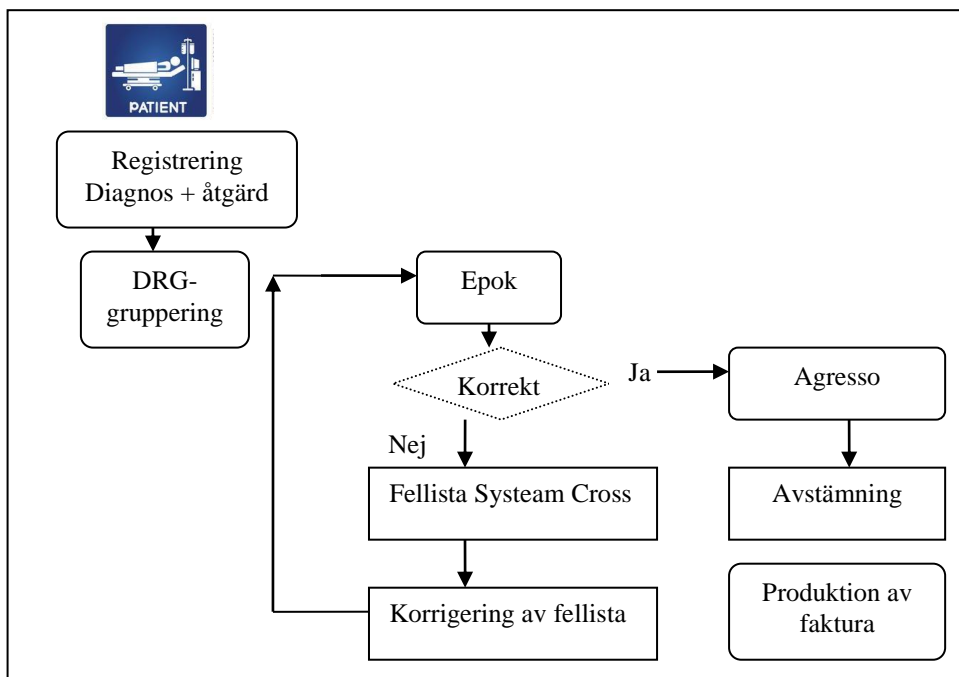 PATIENT
Registrering
Diagnos + åtgärd
DRG-
gruppering
Epok
Korrekt
Ja
Agresso
Nej
Fellista Systeam Cross
Avstämning
Korrigering av fellista
Produktion av
faktura